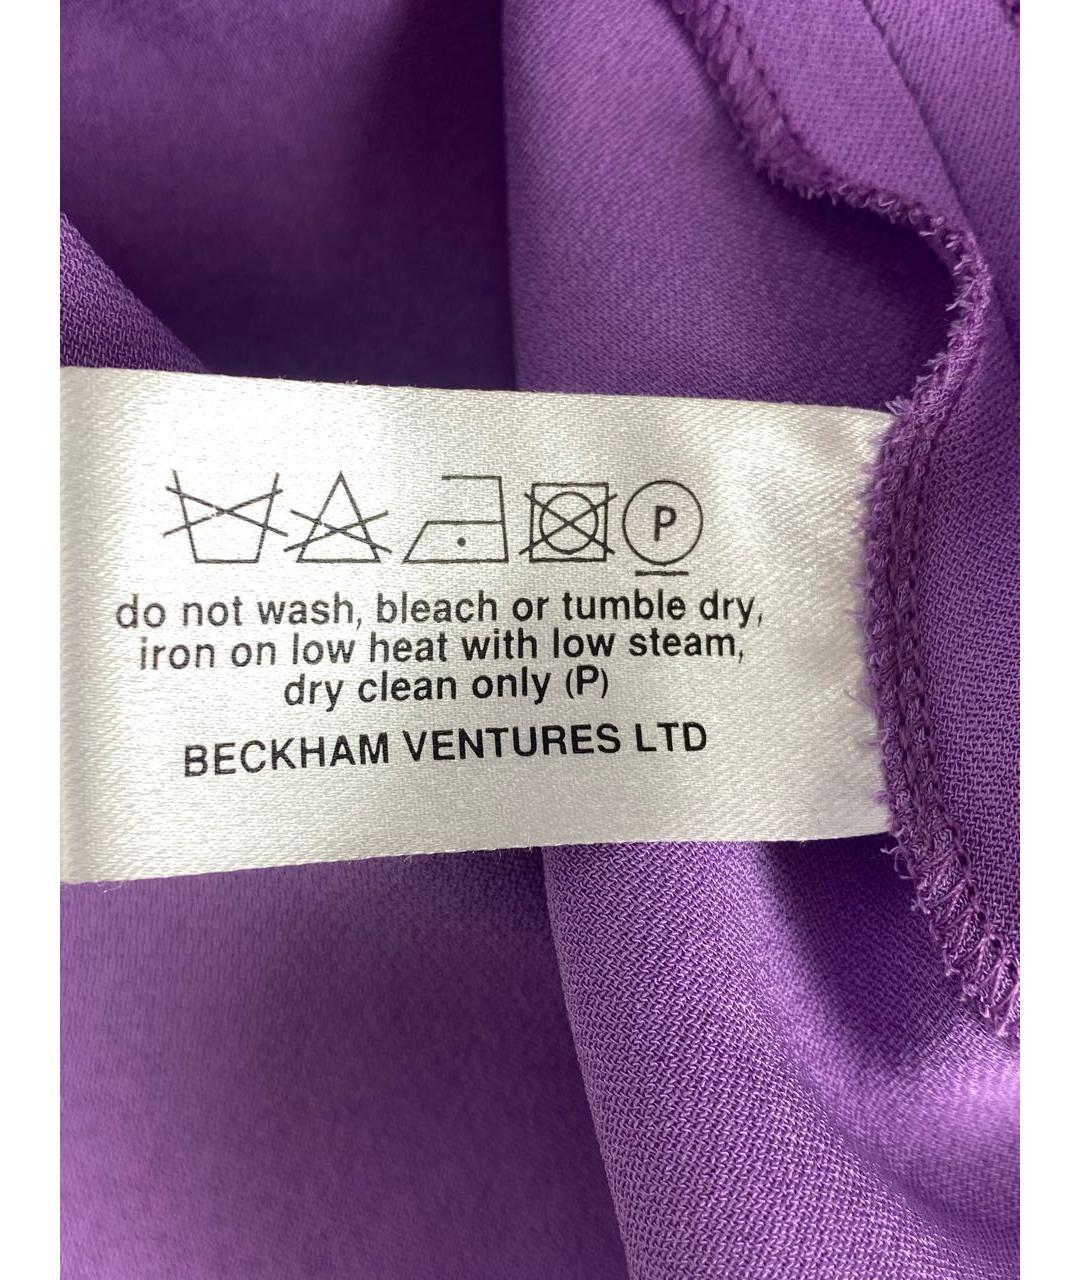 P
do not wash, bleach or tumble dry,
iron on low heat with low steam,
dry clean only (P)
BECKHAM VENTURES LTD